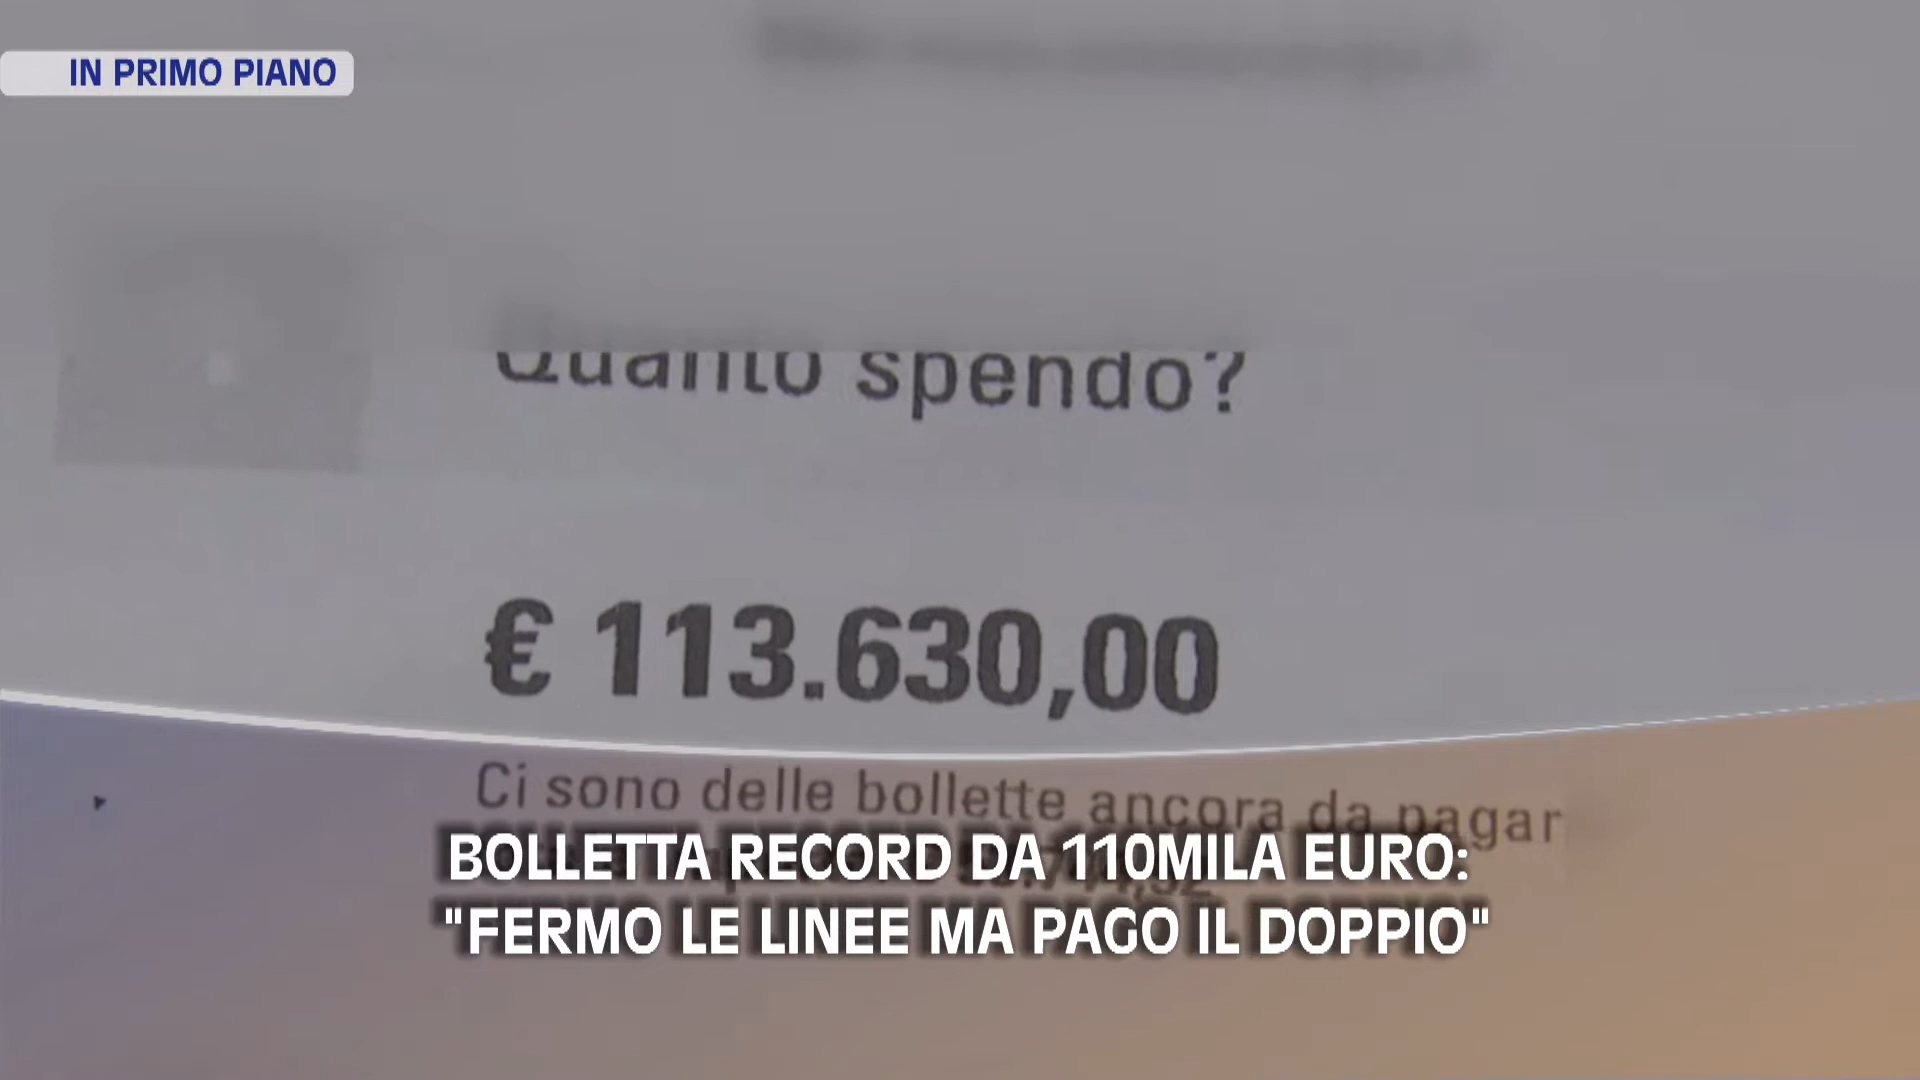 IN PRIMO PIANO
Quanto spendo?
€ 113.630,00
Ci sono delle bollette ancora da pagar
BOLLETTA RECORD DA 110MILA EURO:
"FERMO LE LINEE MA PAGO IL DOPPIO"